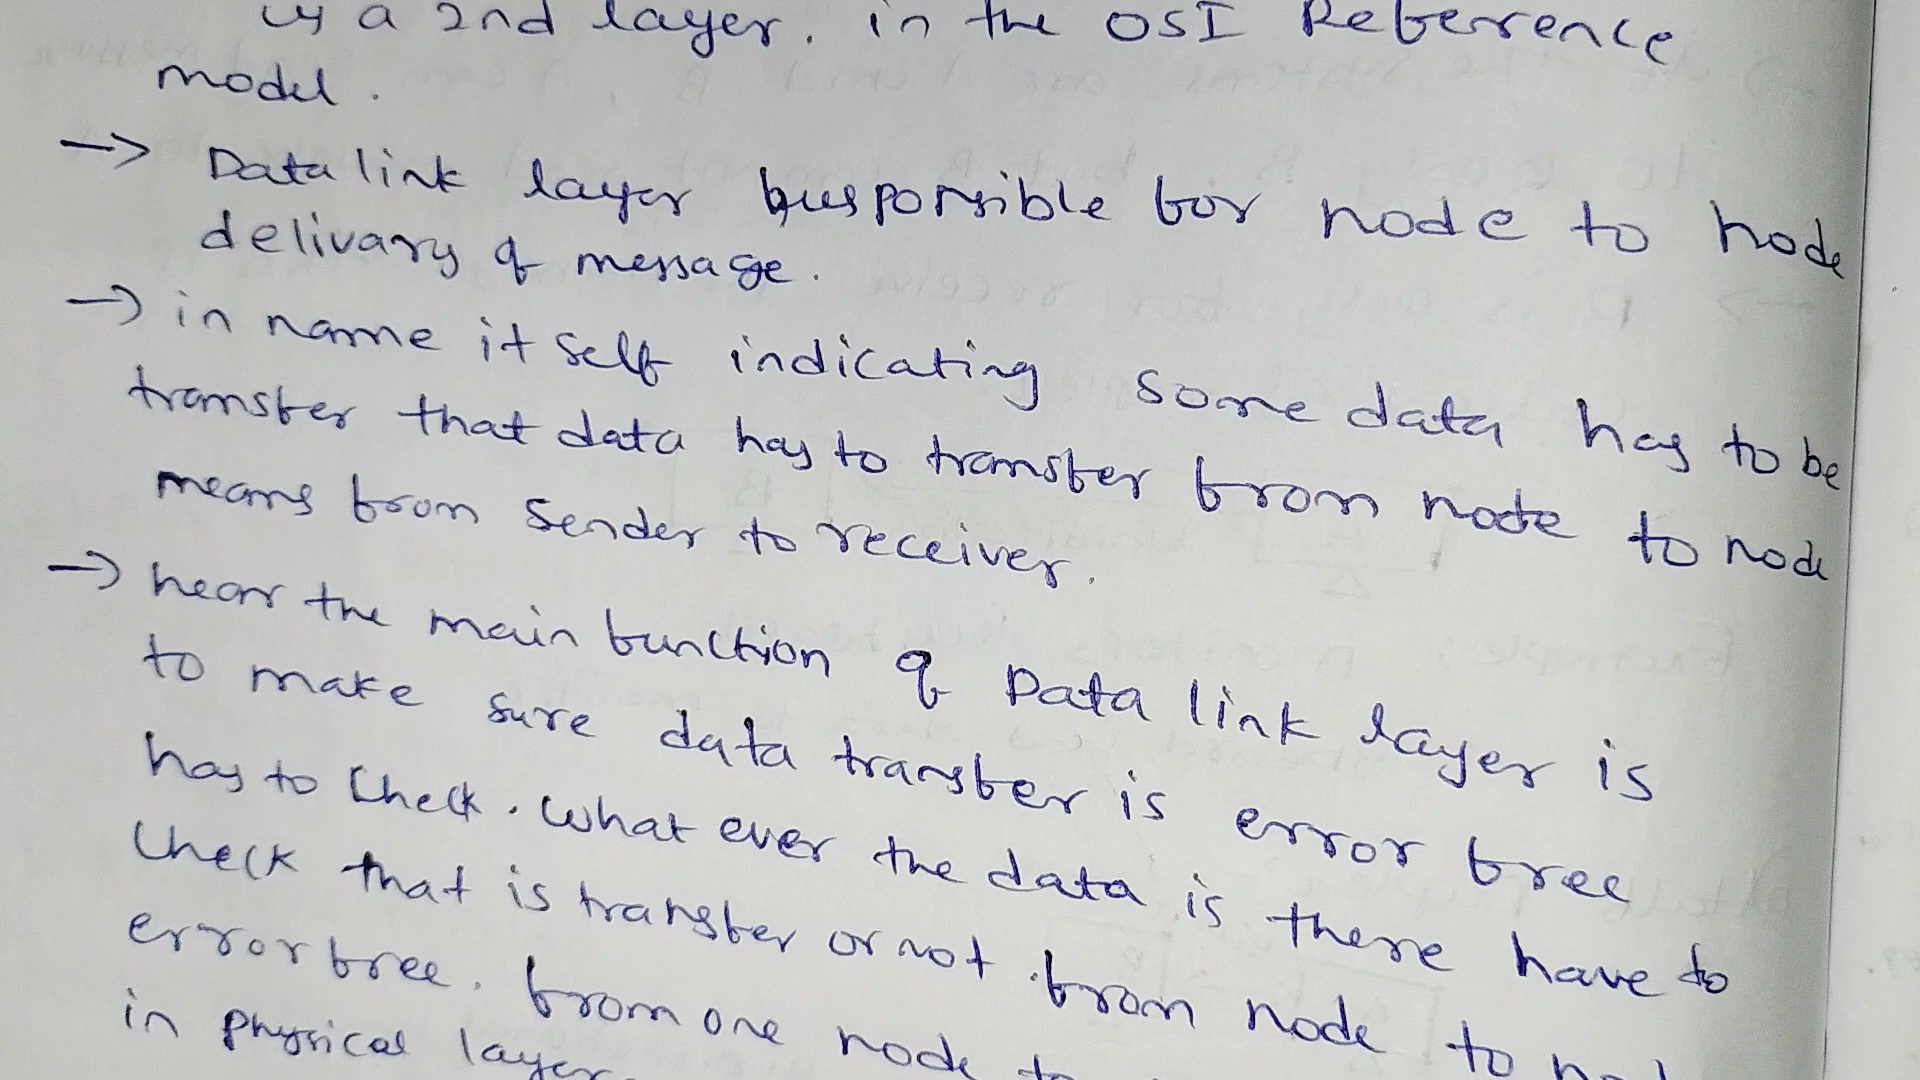 is a 2nd layer. in the OSI Reference
model.
-> Data link layer responsible for node to node
delivary of message.
-> in name it self indicating some data has to be
transfer that data has to transfer from node to node
means from Sender to receiver.
-> hear the main function of Data link layer is
to make sure data transfer is error free
has to check. what ever the data is there have to
check that is transfer or not from node to
error free. from one node to
in physical layer